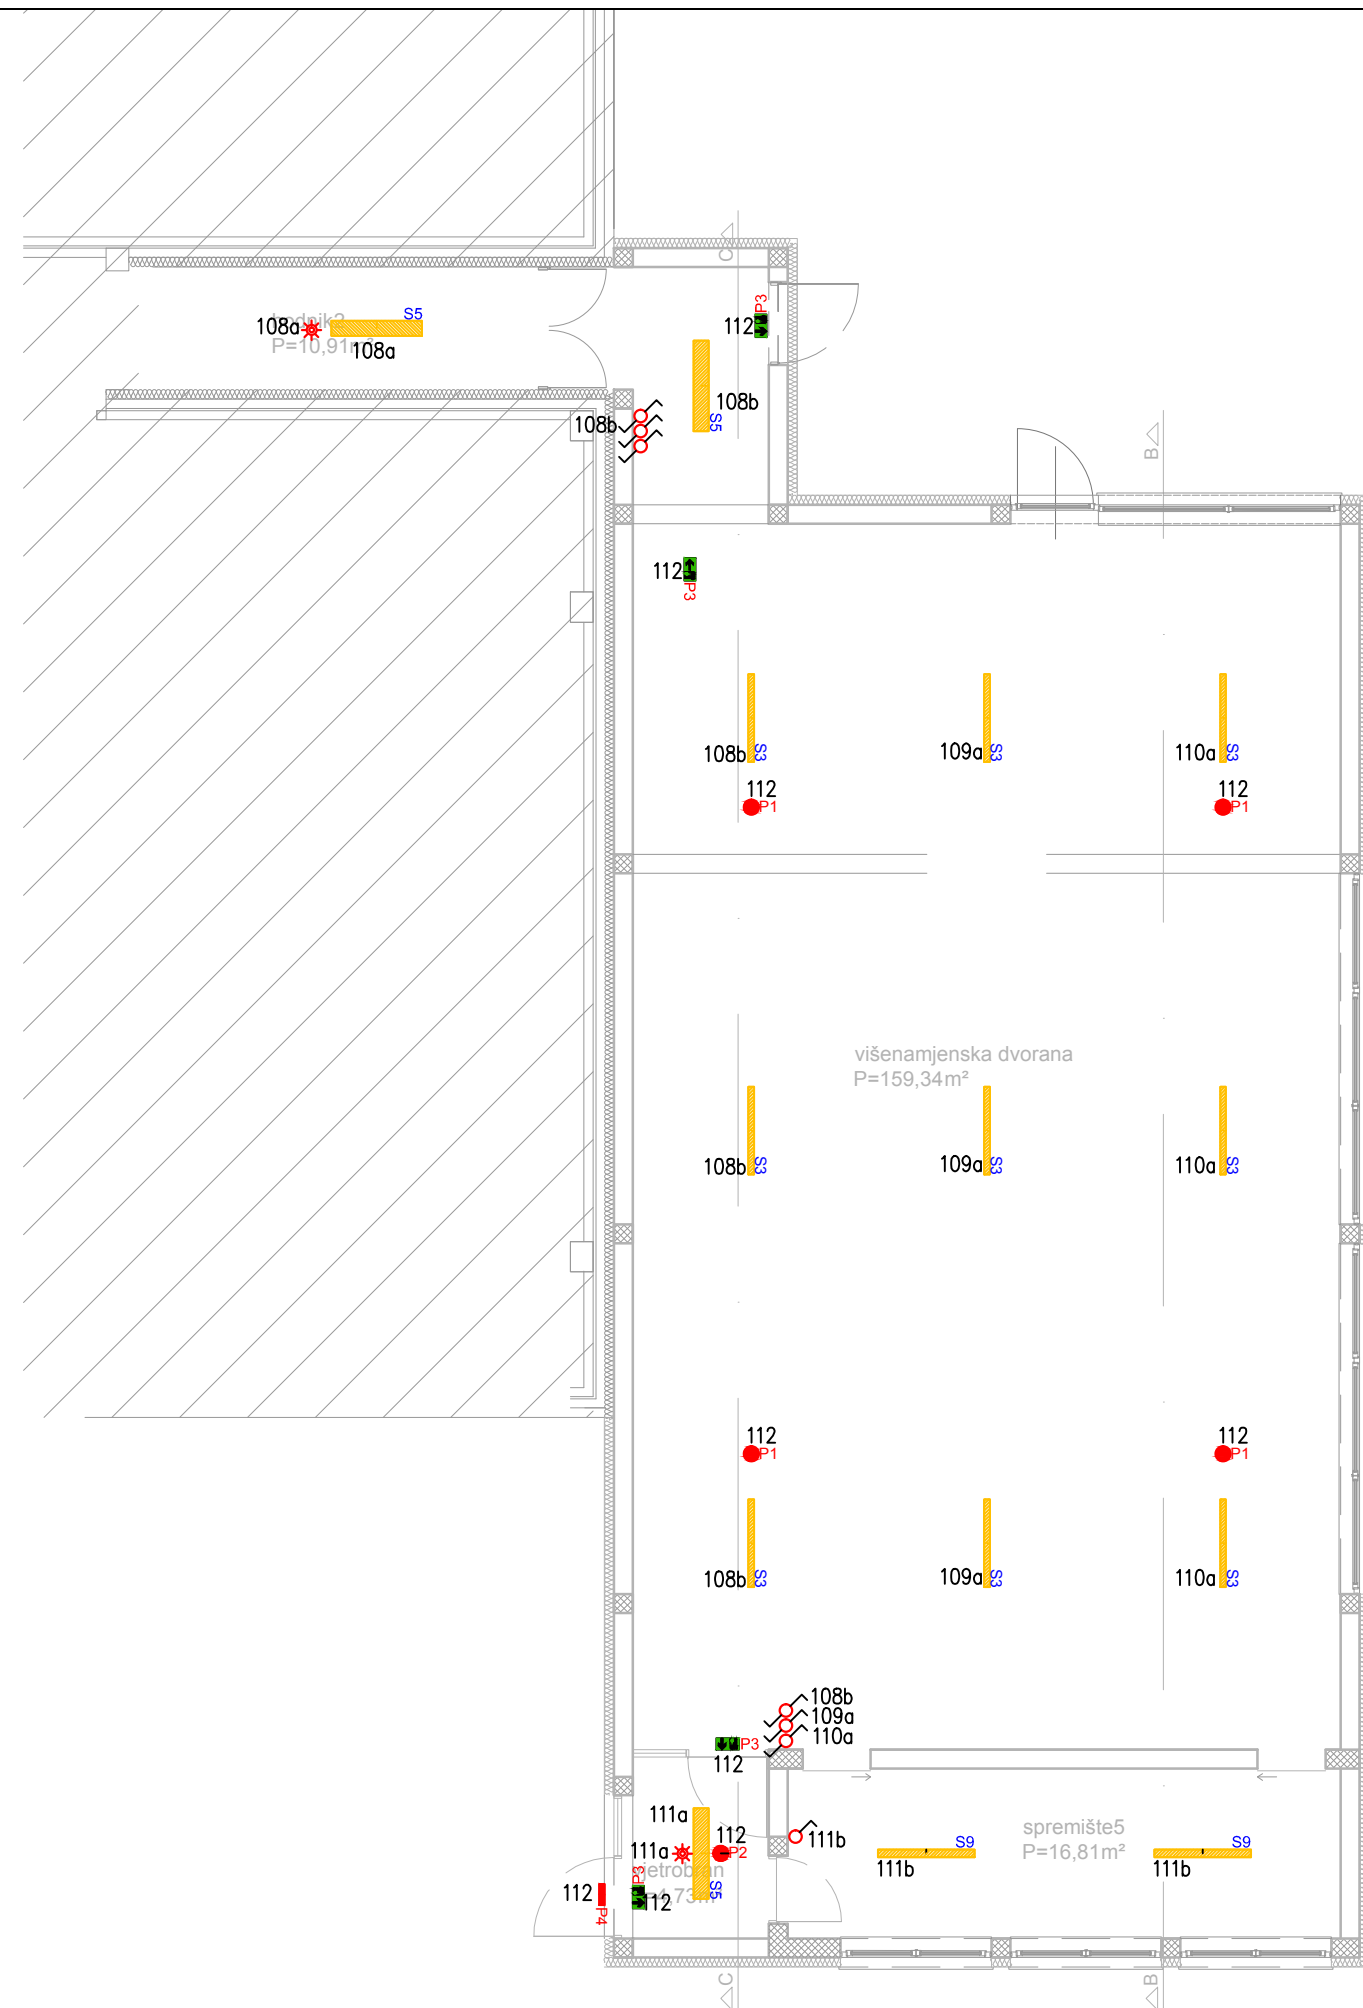 C
S5
hodnik2
108a
P=10,91m²
108a
P3
112
108b
S5
108b
B
112
P3
108b
S3
109a
S3
110a
S3
112
P1
112
P1
višenamjenska dvorana
P=159,34m²
108b
S3
109a
S3
110a
S3
112
P1
112
P1
108b
S3
109a
S3
110a
S3
108b
109a
110a
P3
112
111a
112
111a
P2
111b
spremište5
P=16,81m²
S9
S9
111b
111b
P3
112
112
P4
S5
C
B